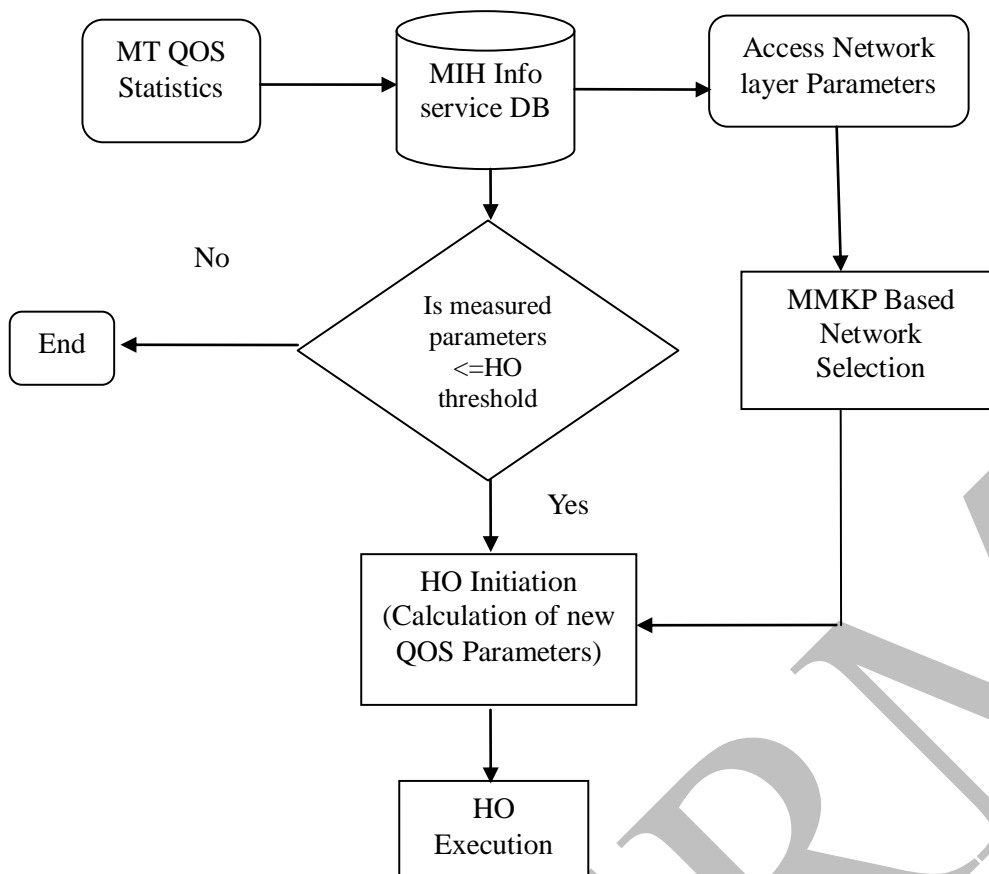 MT QOS
Statistics
MIH Info
service DB
Access Network
layer Parameters
No
Is measured
parameters
<=HO
threshold
End
MMKP Based
Network
Selection
Yes
HO Initiation
(Calculation of new
QOS Parameters)
HO
Execution